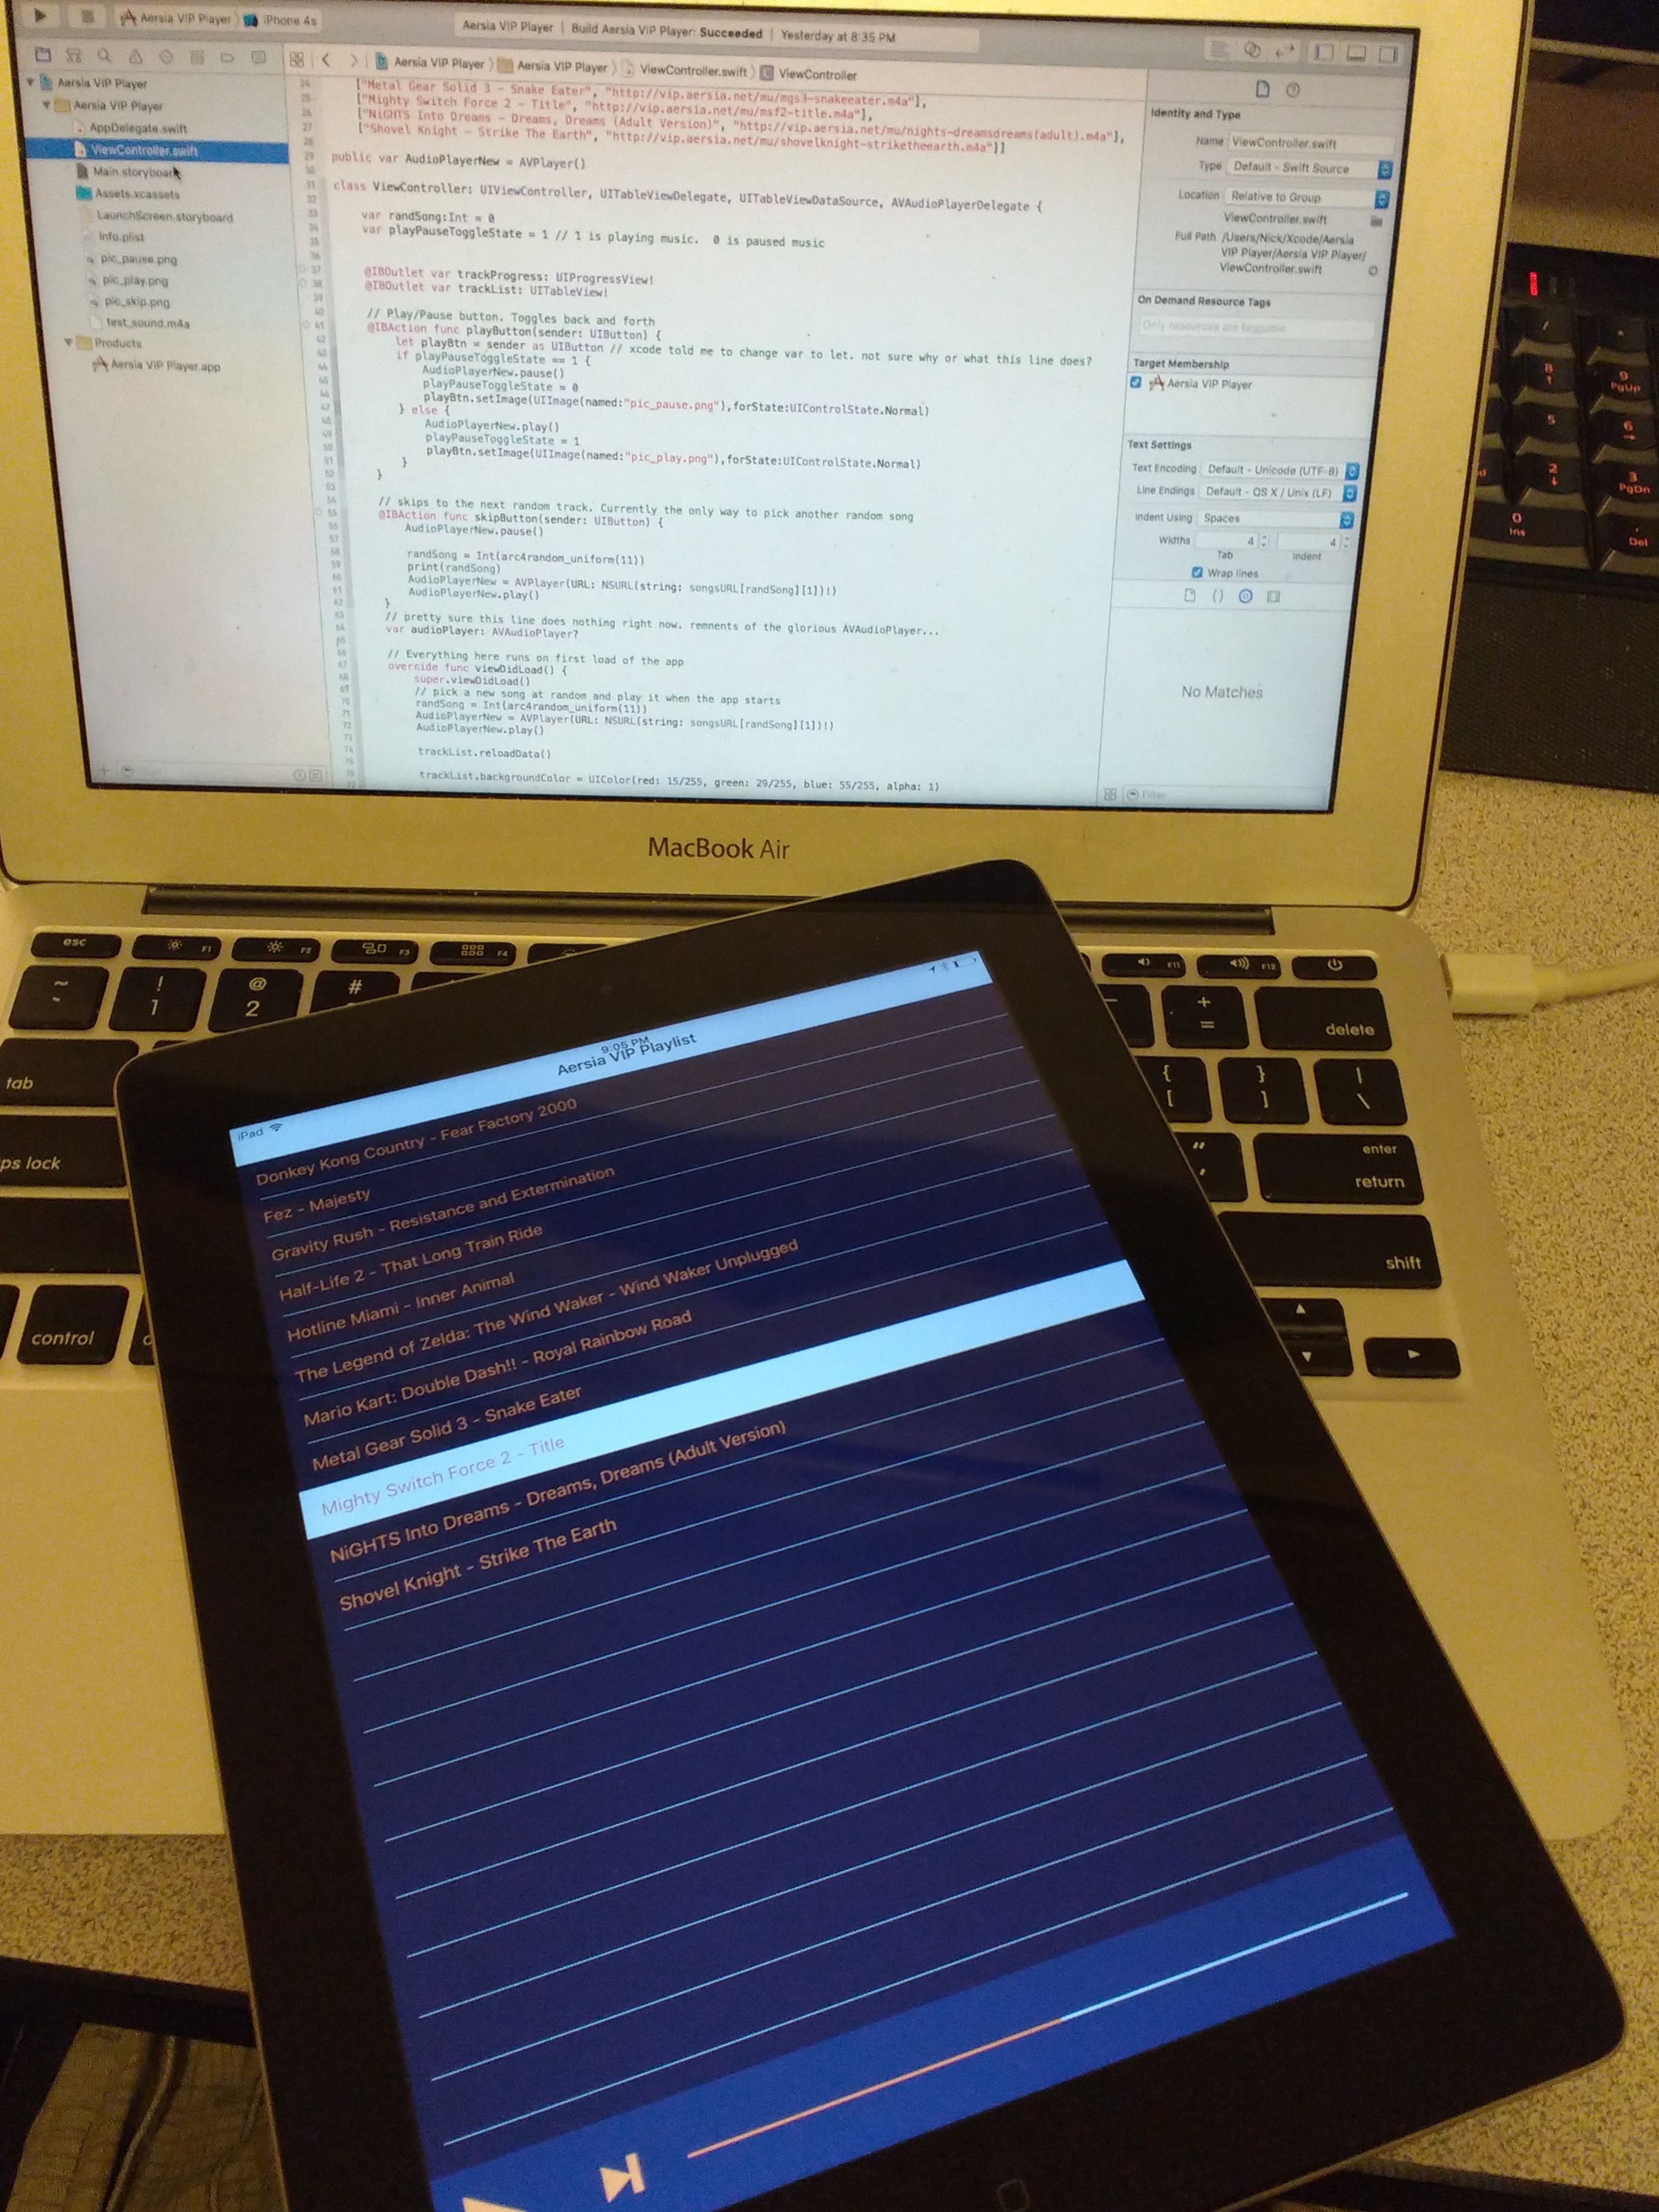 Aersia VIP Player
iPhone 4s
Aersia VIP Player | Build Aersia VIP Player: Succeeded | Yesterday at 8:35 PM
Aersia VIP Player
Aersia VIP Player
AppDelegate.swift
ViewController.swift
Main.storyboard
Assets.xcassets
LaunchScreen.storyboard
Info.plist
pic_pause.png
pic_play.png
pic_skip.png
test_sound.m4a
Products
Aersia VIP Player.app
Aersia VIP Player
Aersia VIP Player
ViewController.swift
ViewController
["Metal Gear Solid 3 - Snake Eater", "http://vip.aersia.net/mu/mgs3-snakeeater.m4a"],
["Mighty Switch Force 2 - Title", "http://vip.aersia.net/mu/msf2-title.m4a"],
["NiGHTS Into Dreams - Dreams, Dreams (Adult Version)", "http://vip.aersia.net/mu/nights-dreamsdreams(adult).m4a"],
["Shovel Knight - Strike The Earth", "http://vip.aersia.net/mu/shovelknight-striketheearth.m4a"]]
public var AudioPlayerNew = AVPlayer()
class ViewController: UIViewController, UITableViewDelegate, UITableViewDataSource, AVAudioPlayerDelegate {
var randSong:Int = 0
var playPauseToggleState = 1 // 1 is playing music. 0 is paused music
@IBOutlet var trackProgress: UIProgressView!
@IBOutlet var trackList: UITableView!
// Play/Pause button. Toggles back and forth
@IBAction func playButton(sender: UIButton) {
let playBtn = sender as UIButton // xcode told me to change var to let. not sure why or what this line does?
if playPauseToggleState == 1 {
AudioPlayerNew.pause()
playPauseToggleState = 0
playBtn.setImage(UIImage(named:"pic_pause.png"),forState:UIControlState.Normal)
} else {
AudioPlayerNew.play()
playPauseToggleState = 1
playBtn.setImage(UIImage(named:"pic_play.png"),forState:UIControlState.Normal)
}
}
// skips to the next random track. Currently the only way to pick another random song
@IBAction func skipButton(sender: UIButton) {
AudioPlayerNew.pause()
randSong = Int(arc4random_uniform(11))
print(randSong)
AudioPlayerNew = AVPlayer(URL: NSURL(string: songsURL[randSong][1])!)
AudioPlayerNew.play()
}
// pretty sure this line does nothing right now. remnents of the glorious AVAudioPlayer...
var audioPlayer: AVAudioPlayer?
// Everything here runs on first load of the app
override func viewDidLoad() {
super.viewDidLoad()
// pick a new song at random and play it when the app starts
randSong = Int(arc4random_uniform(11))
AudioPlayerNew = AVPlayer(URL: NSURL(string: songsURL[randSong][1])!)
AudioPlayerNew.play()
trackList.reloadData()
trackList.backgroundColor = UIColor(red: 15/255, green: 29/255, blue: 55/255, alpha: 1)
Identity and Type
Name ViewController.swift
Type Default - Swift Source
Location Relative to Group
ViewController.swift
Full Path /Users/Nick/Xcode/Aersia
VIP Player/Aersia VIP Player/
ViewController.swift
On Demand Resource Tags
Only resources are taggable
Target Membership
Aersia VIP Player
Text Settings
Text Encoding Default - Unicode (UTF-8)
Line Endings Default - OS X / Unix (LF)
Indent Using Spaces
Widths 4 4
Tab Indent
Wrap lines
No Matches
Filter
MacBook Air
esc F1 F2 F3 F4 F11 F12
~ ! 1 @ 2 # + = delete
tab { [ } ] | \
ps lock " ' enter return
shift
control
/ *
8 9 PgUp
5 6
2 3 PgDn
0 Ins . Del
iPad
9:05 PM
Aersia VIP Playlist
Donkey Kong Country - Fear Factory 2000
Fez - Majesty
Gravity Rush - Resistance and Extermination
Half-Life 2 - That Long Train Ride
Hotline Miami - Inner Animal
The Legend of Zelda: The Wind Waker - Wind Waker Unplugged
Mario Kart: Double Dash!! - Royal Rainbow Road
Metal Gear Solid 3 - Snake Eater
Mighty Switch Force 2 - Title
NiGHTS Into Dreams - Dreams, Dreams (Adult Version)
Shovel Knight - Strike The Earth